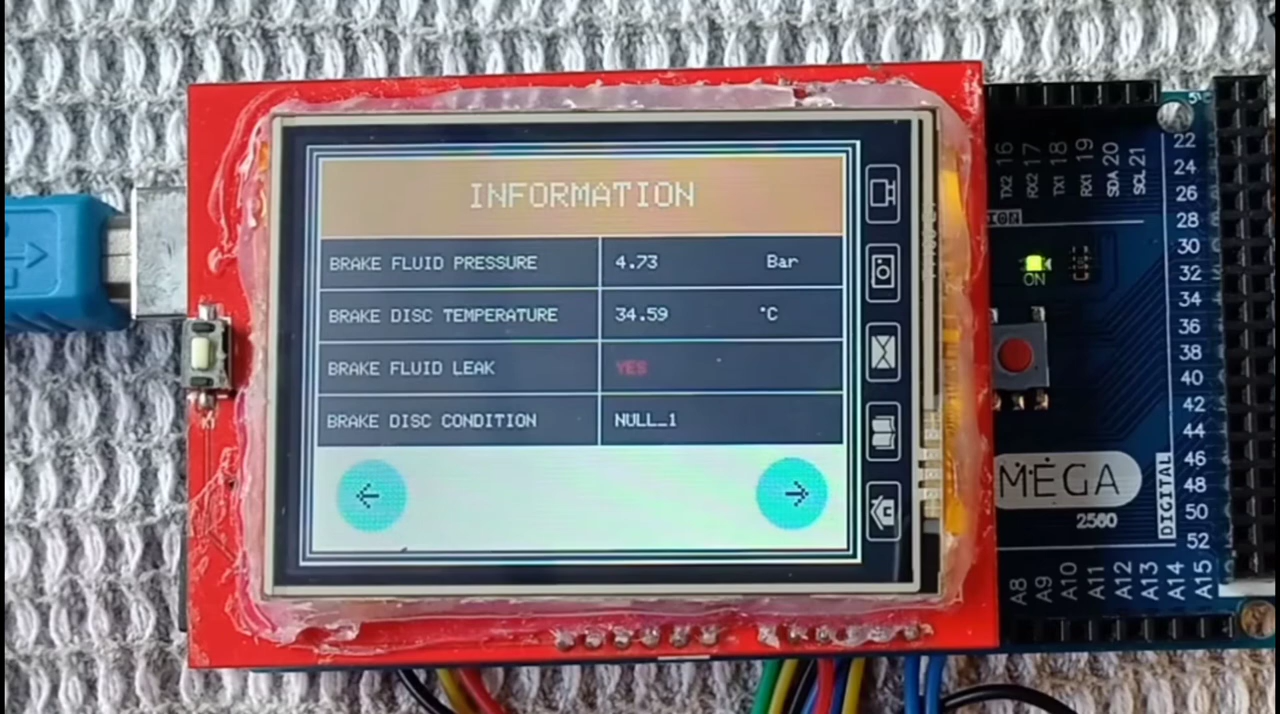 INFORMATION
BRAKE FLUID PRESSURE 4.73 Bar
BRAKE DISC TEMPERATURE 34.59 °C
BRAKE FLUID LEAK YES
BRAKE DISC CONDITION NULL_1
TX2 16
RX2 17
TX1 18
RX1 19
SDA 20
SCL 21
22
24
26
28
30
32
34
36
38
40
42
44
46
48
50
52
ON
MEGA
2560
DIGITAL
A8
A9
A10
A11
A12
A13
A14
A15